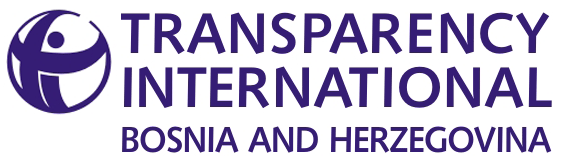 TRANSPARENCY
INTERNATIONAL
BOSNIA AND HERZEGOVINA